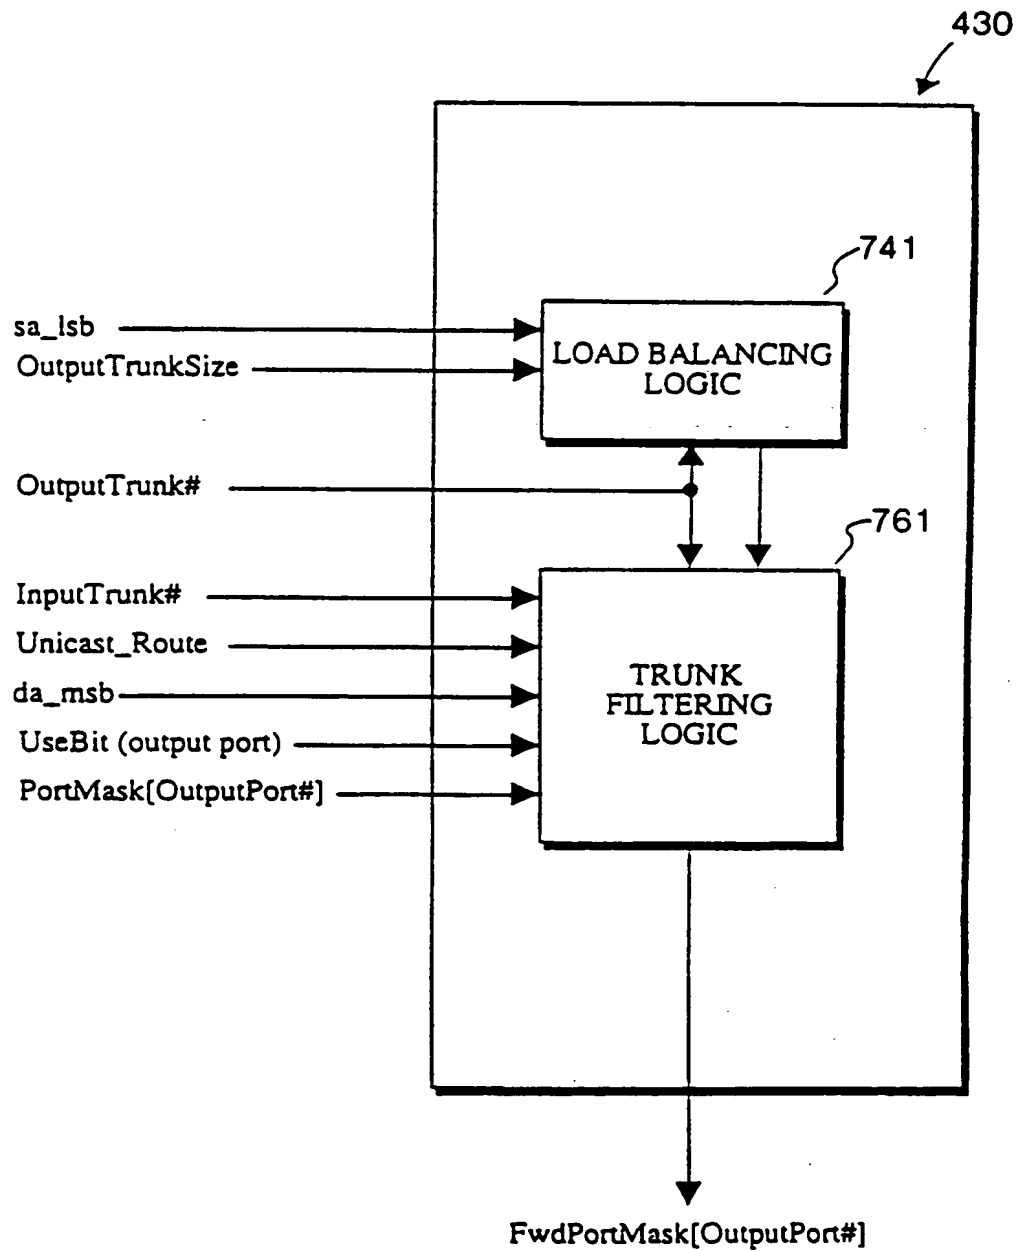 430
741
sa_lsb
OutputTrunkSize
LOAD BALANCING
LOGIC
OutputTrunk#
761
InputTrunk#
Unicast_Route
da_msb
UseBit (output port)
PortMask[OutputPort#]
TRUNK
FILTERING
LOGIC
FwdPortMask[OutputPort#]